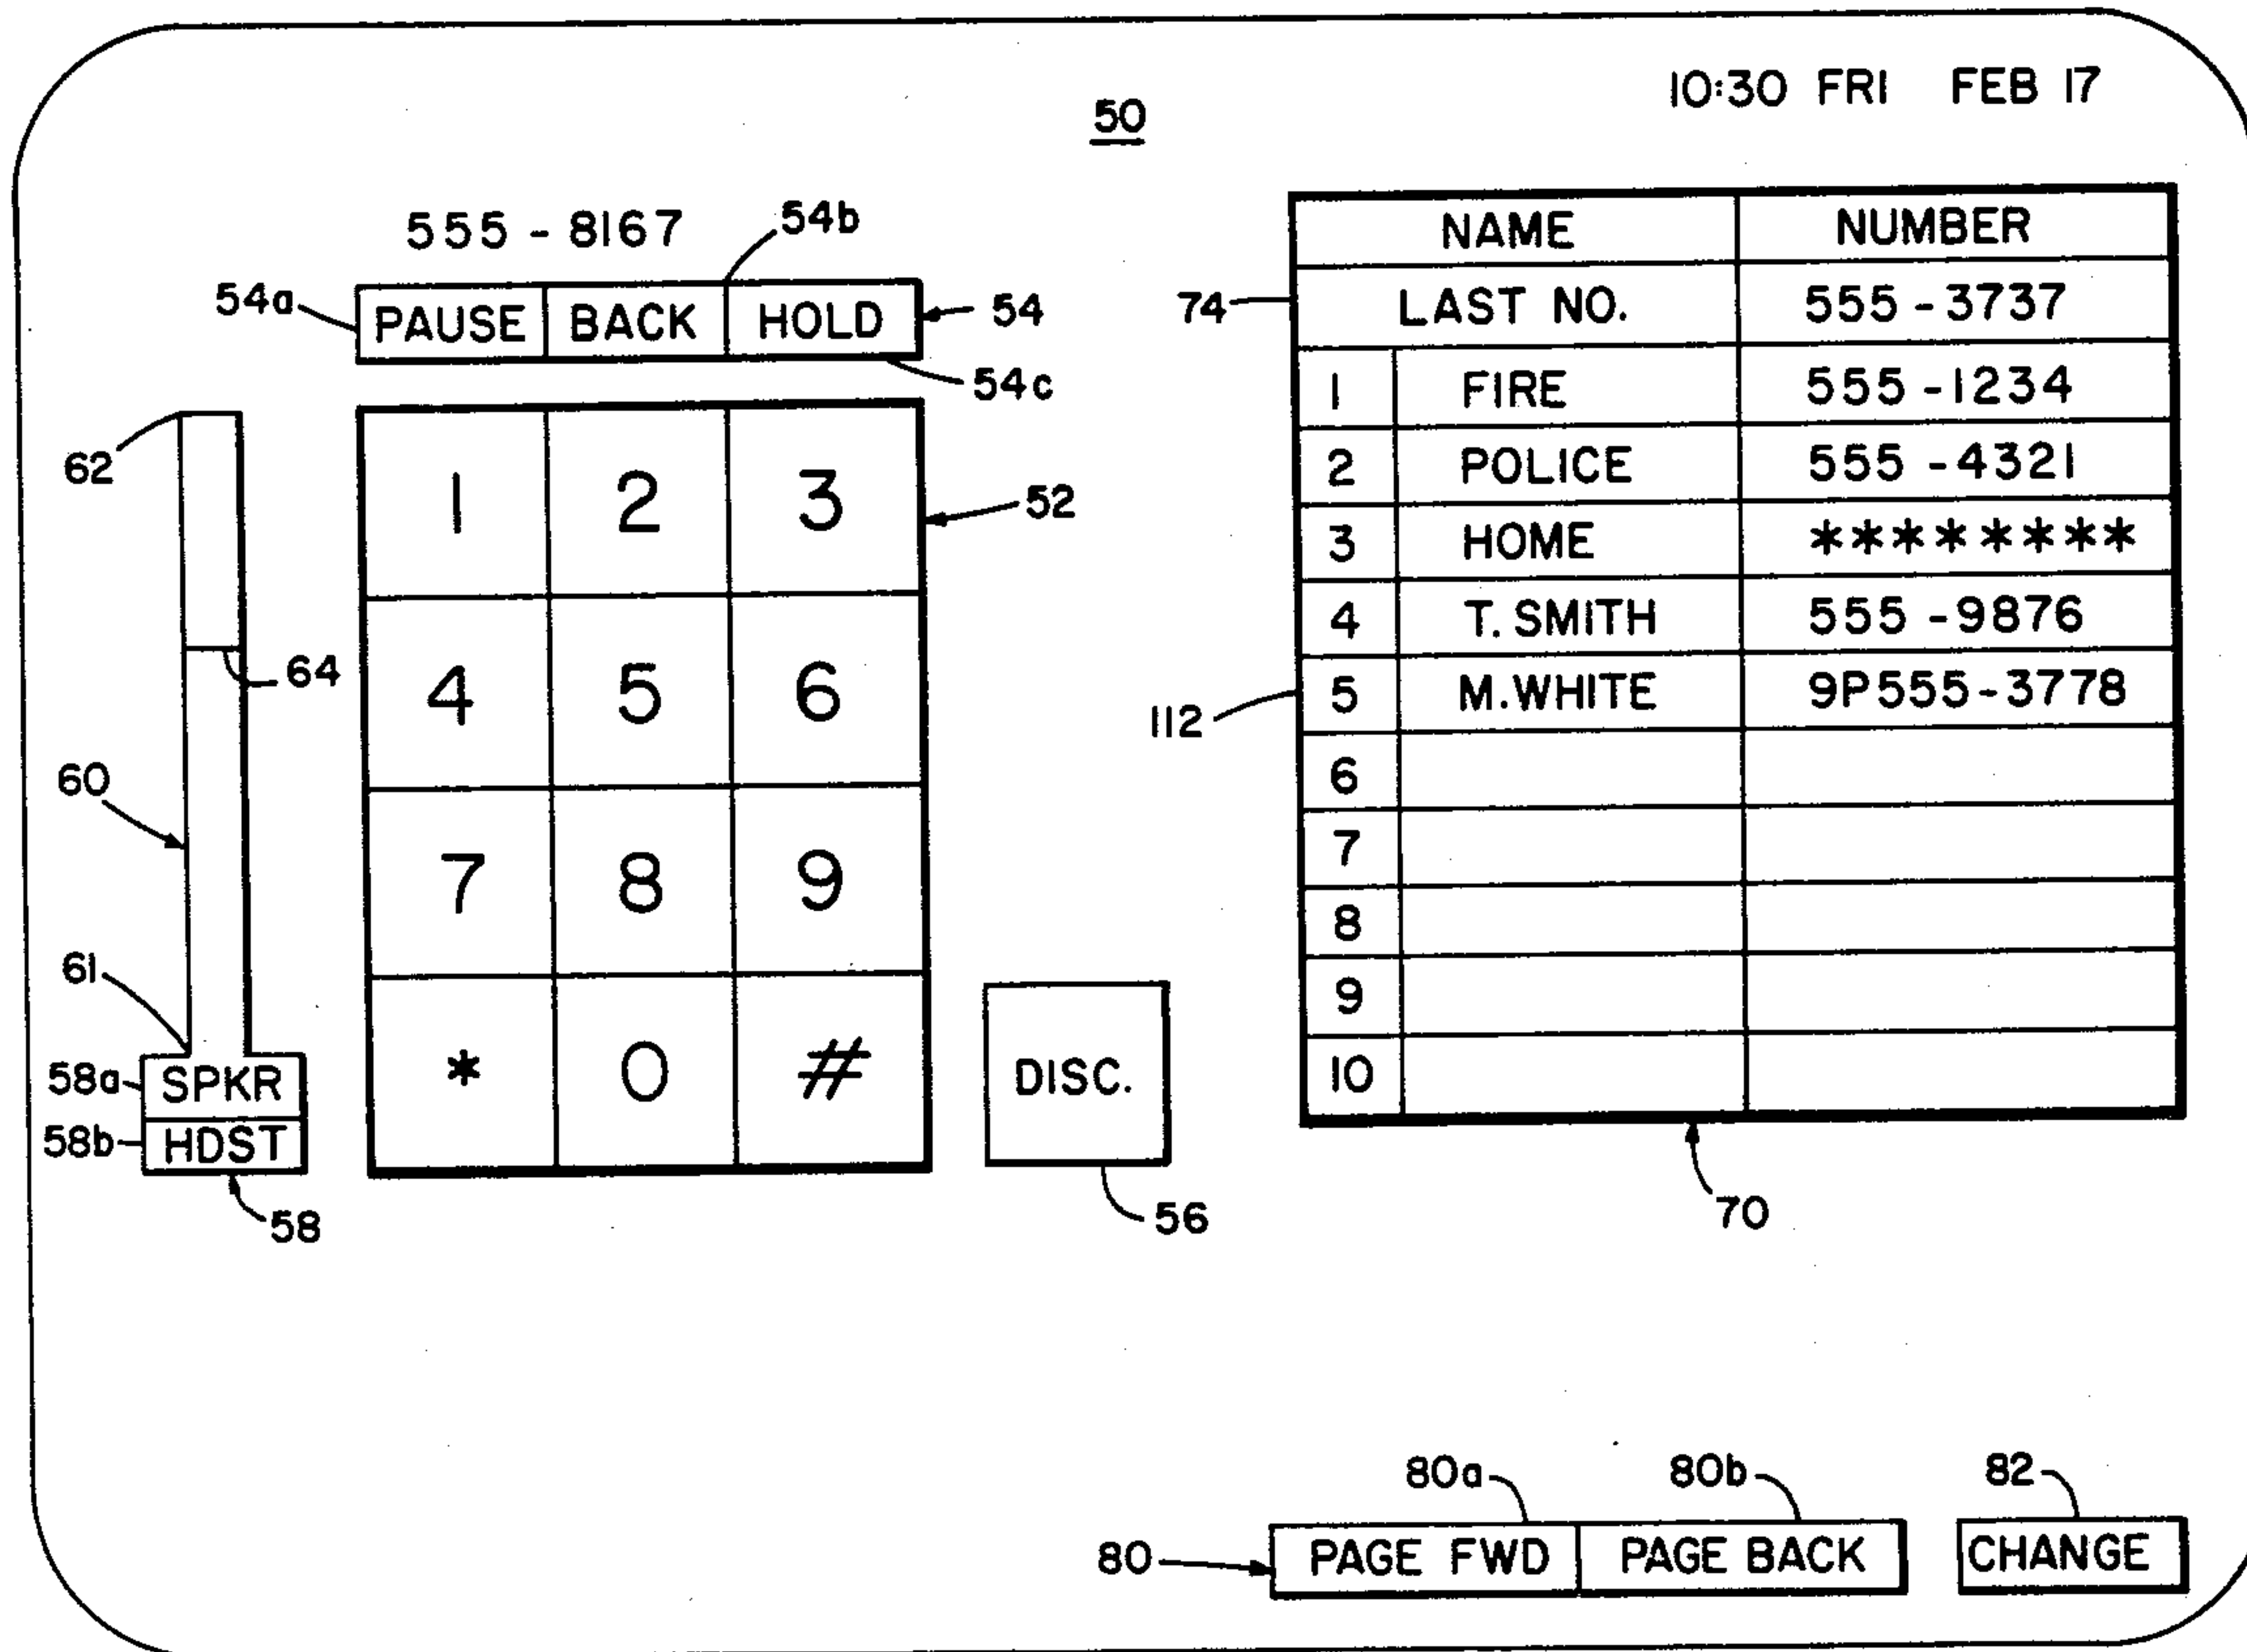 10:30 FRI FEB 17
50
555 - 8167
54b
54a PAUSE BACK HOLD 54
54c
62
1 2 3 52
64
4 5 6
60
7 8 9
61
* 0 #
58a SPKR
58b HDST
58
DISC.
56
NAME NUMBER
74 LAST NO. 555 - 3737
1 FIRE 555 - 1234
2 POLICE 555 - 4321
3 HOME ********
4 T. SMITH 555 - 9876
112 5 M. WHITE 9P555 - 3778
6
7
8
9
10
70
80a 80b 82
80 PAGE FWD PAGE BACK CHANGE